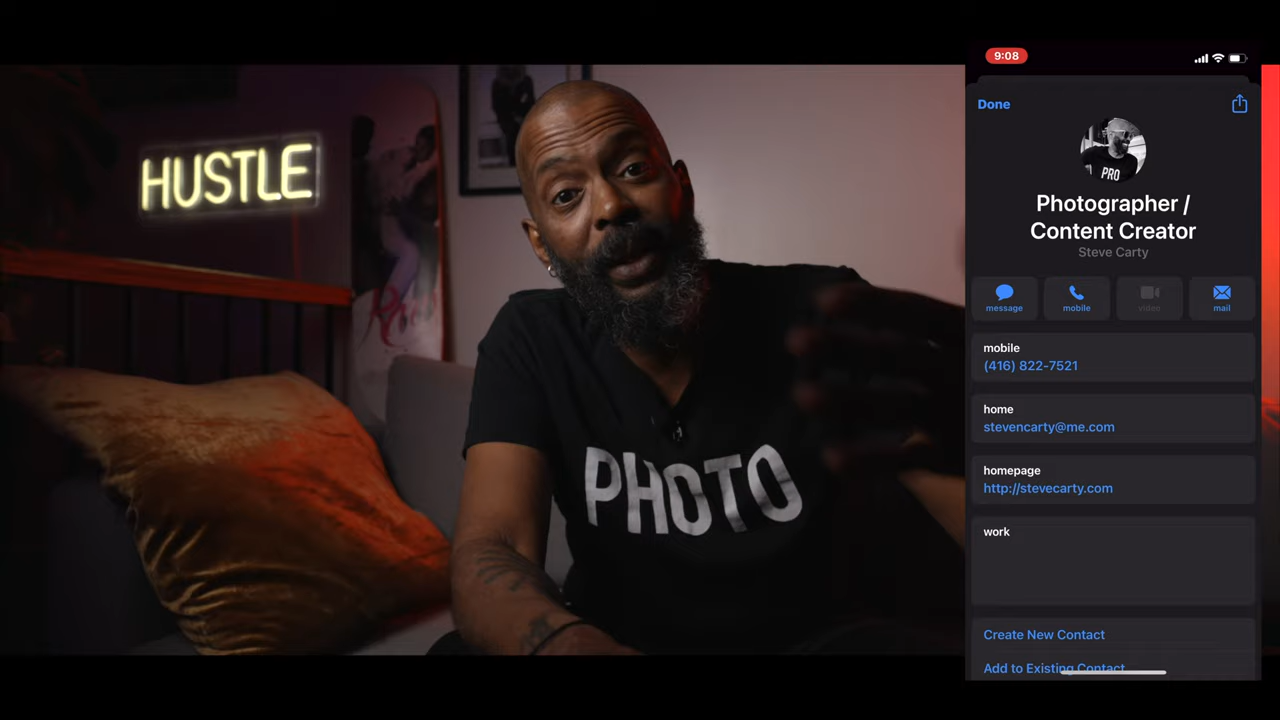 HUSTLE
PHOTO
9:08
Done
PRO
Photographer /
Content Creator
Steve Carty
message
mobile
video
mail
mobile
(416) 822-7521
home
stevencarty@me.com
homepage
http://stevecarty.com
work
Create New Contact
Add to Existing Contact